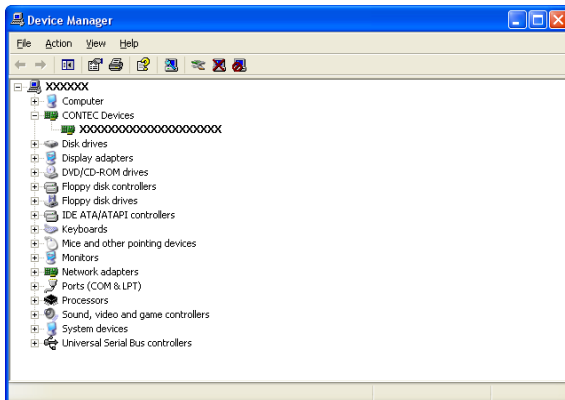 Device Manager
File Action View Help
XXXXXX
Computer
CONTEC Devices
XXXXXXXXXXXXXXXXXXXXXX
Disk drives
Display adapters
DVD/CD-ROM drives
Floppy disk controllers
Floppy disk drives
IDE ATA/ATAPI controllers
Keyboards
Mice and other pointing devices
Monitors
Network adapters
Ports (COM & LPT)
Processors
Sound, video and game controllers
System devices
Universal Serial Bus controllers